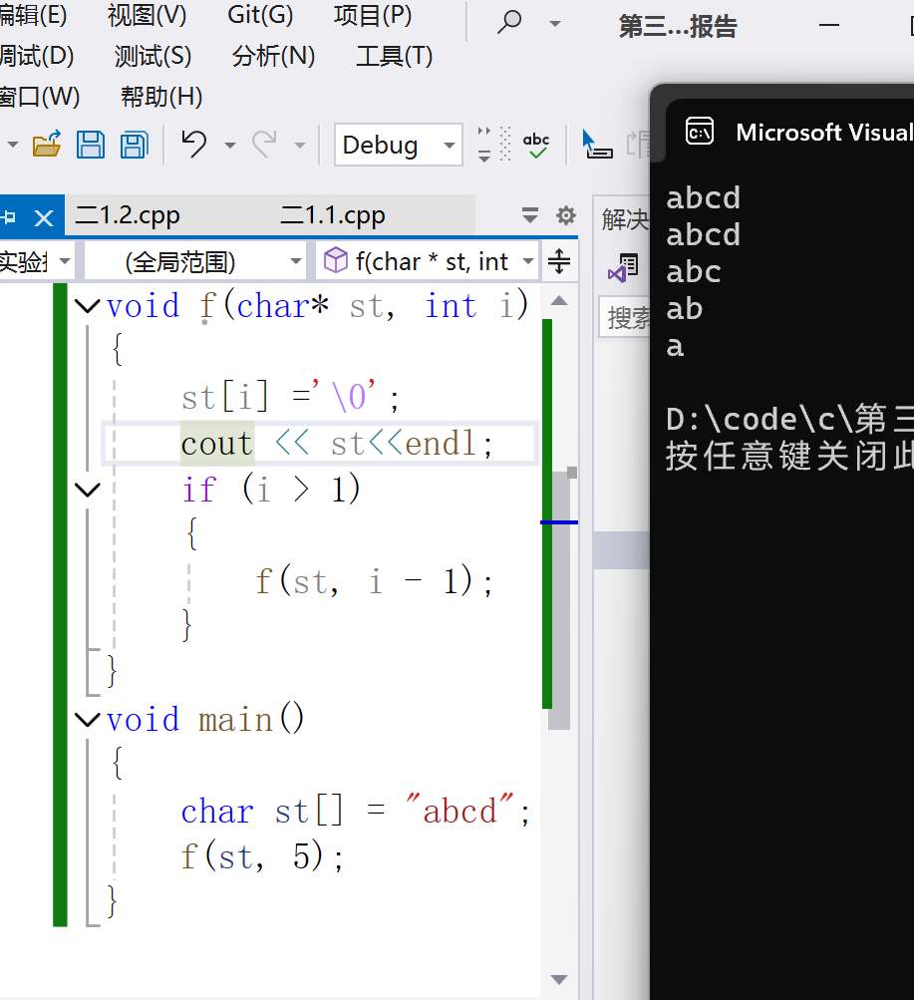 编辑(E) 视图(V) Git(G) 项目(P)
第三...报告
调试(D) 测试(S) 分析(N) 工具(T)
窗口(W) 帮助(H)
Debug
abc
二1.2.cpp 二1.1.cpp
(全局范围) f(char * st, int
解决
搜索
void f(char* st, int i)
{
st[i] ='\0';
cout << st<<endl;
if (i > 1)
{
f(st, i - 1);
}
}
void main()
{
char st[] = "abcd";
f(st, 5);
}
C:\
Microsoft Visual
abcd
abcd
abc
ab
a
D:\code\c\第三
按任意键关闭此